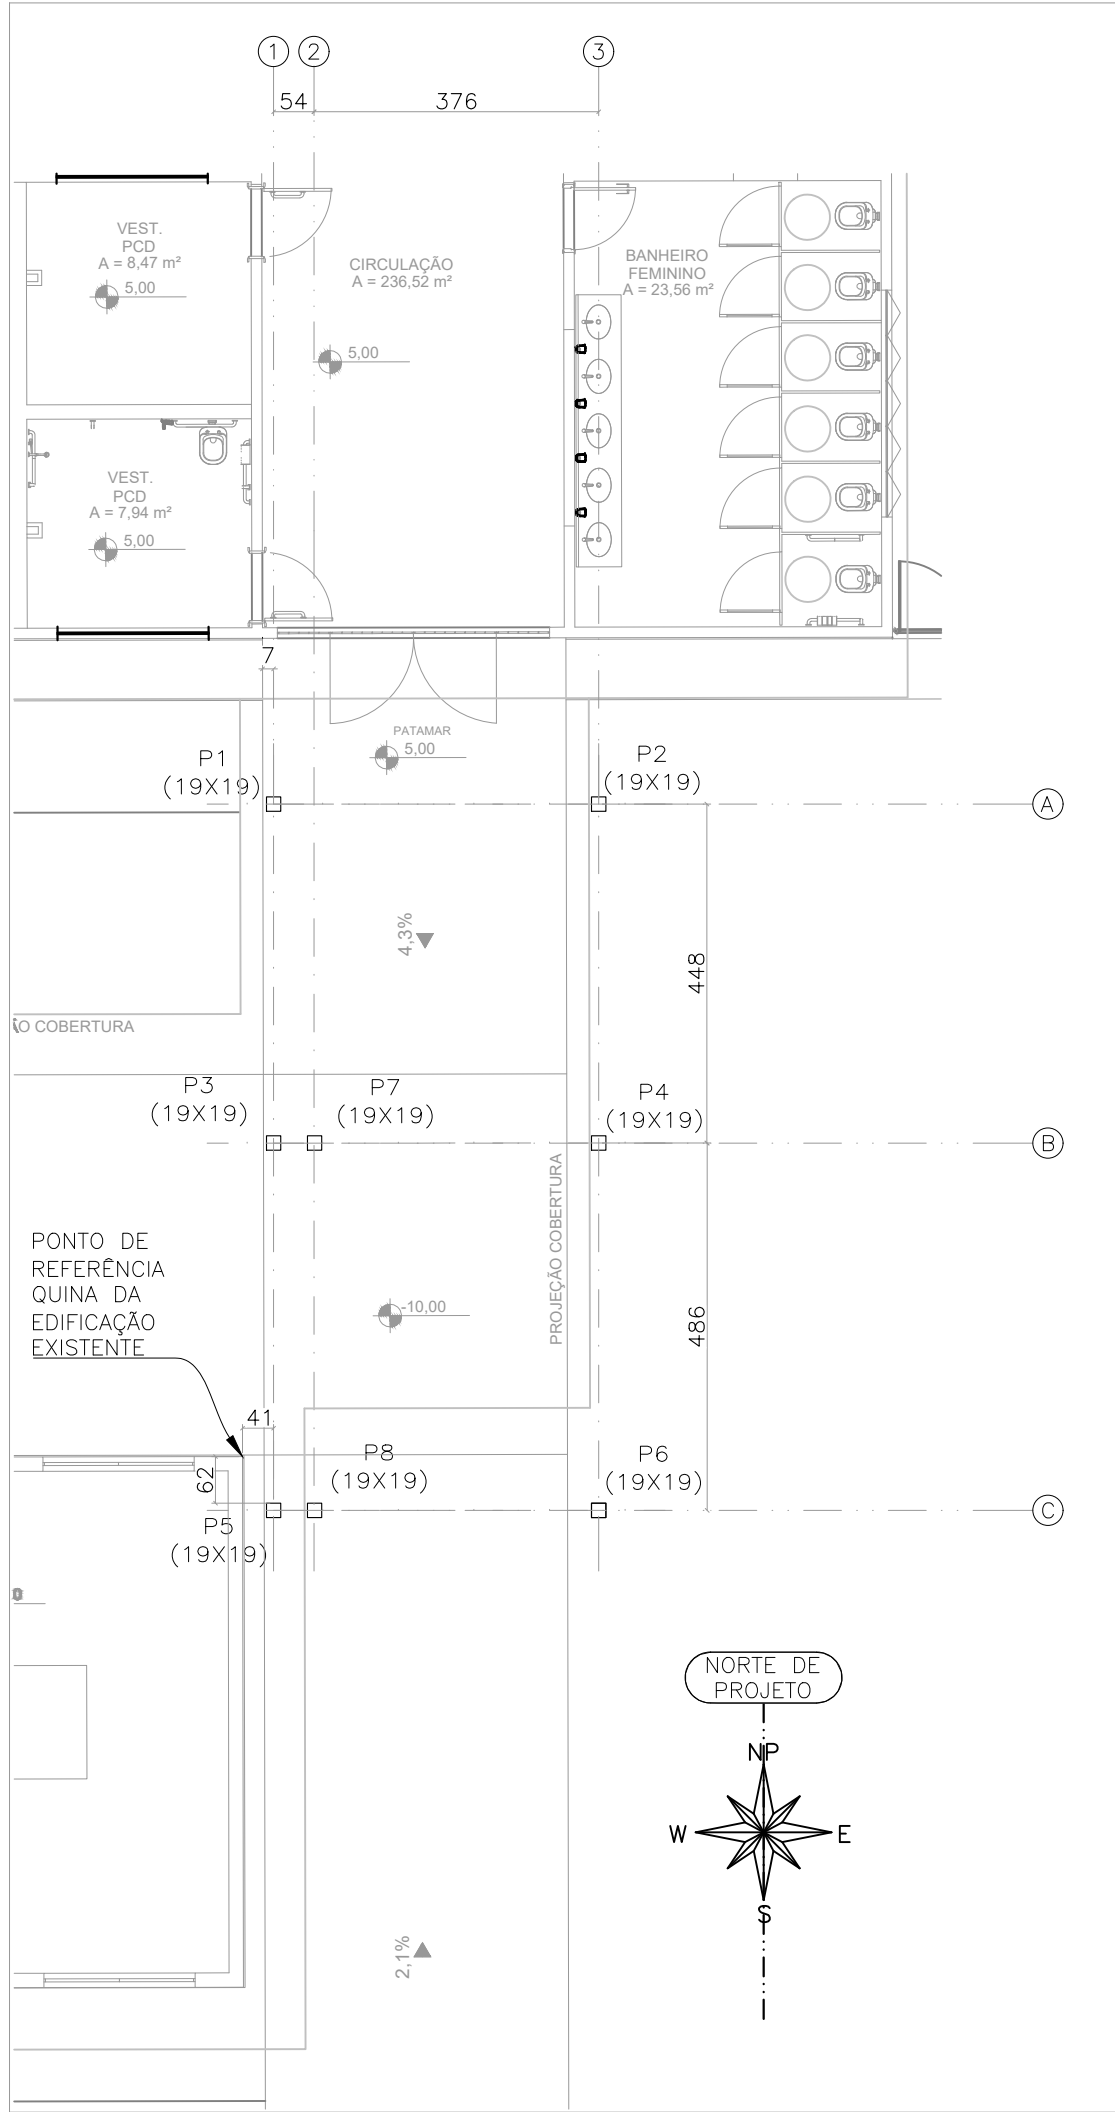 1
2
3
54
376
VEST.
PCD
A = 8,47 m²
5,00
CIRCULAÇÃO
A = 236,52 m²
5,00
BANHEIRO
FEMININO
A = 23,56 m²
VEST.
PCD
A = 7,94 m²
5,00
7
PATAMAR
5,00
P1
(19X19)
P2
(19X19)
A
4,3%
448
ÃO COBERTURA
P3
(19X19)
P7
(19X19)
P4
(19X19)
B
PROJEÇÃO COBERTURA
PONTO DE
REFERÊNCIA
QUINA DA
EDIFICAÇÃO
EXISTENTE
-10,00
486
41
62
P8
(19X19)
P6
(19X19)
P5
(19X19)
C
NORTE DE
PROJETO
NP
W
E
S
2,1%